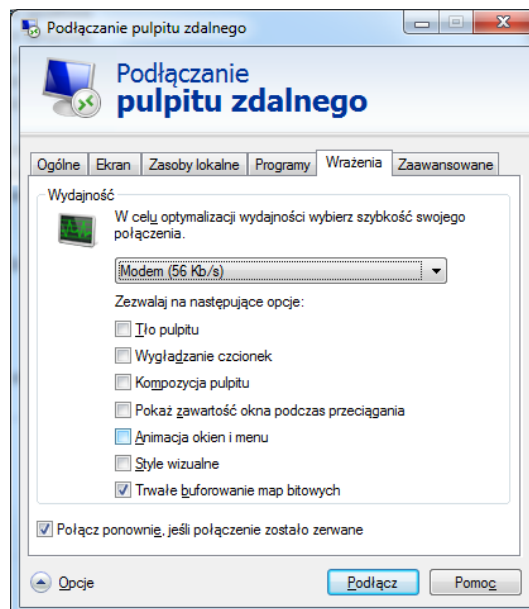 Podłączanie pulpitu zdalnego
Podłączanie
pulpitu zdalnego
Ogólne Ekran Zasoby lokalne Programy Wrażenia Zaawansowane
Wydajność
W celu optymalizacji wydajności wybierz szybkość swojego
połączenia.
Modem (56 Kb/s)
Zezwalaj na następujące opcje:
Tło pulpitu
Wygładzanie czcionek
Kompozycja pulpitu
Pokaż zawartość okna podczas przeciągania
Animacja okien i menu
Style wizualne
Trwałe buforowanie map bitowych
Połącz ponownie, jeśli połączenie zostało zerwane
Opcje Podłącz Pomoc